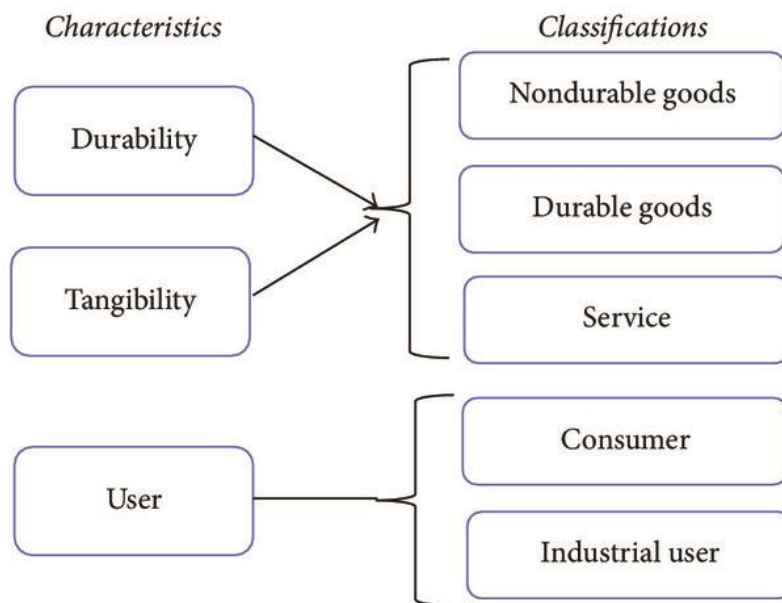 Characteristics
Classifications
Durability
Tangibility
User
Nondurable goods
Durable goods
Service
Consumer
Industrial user